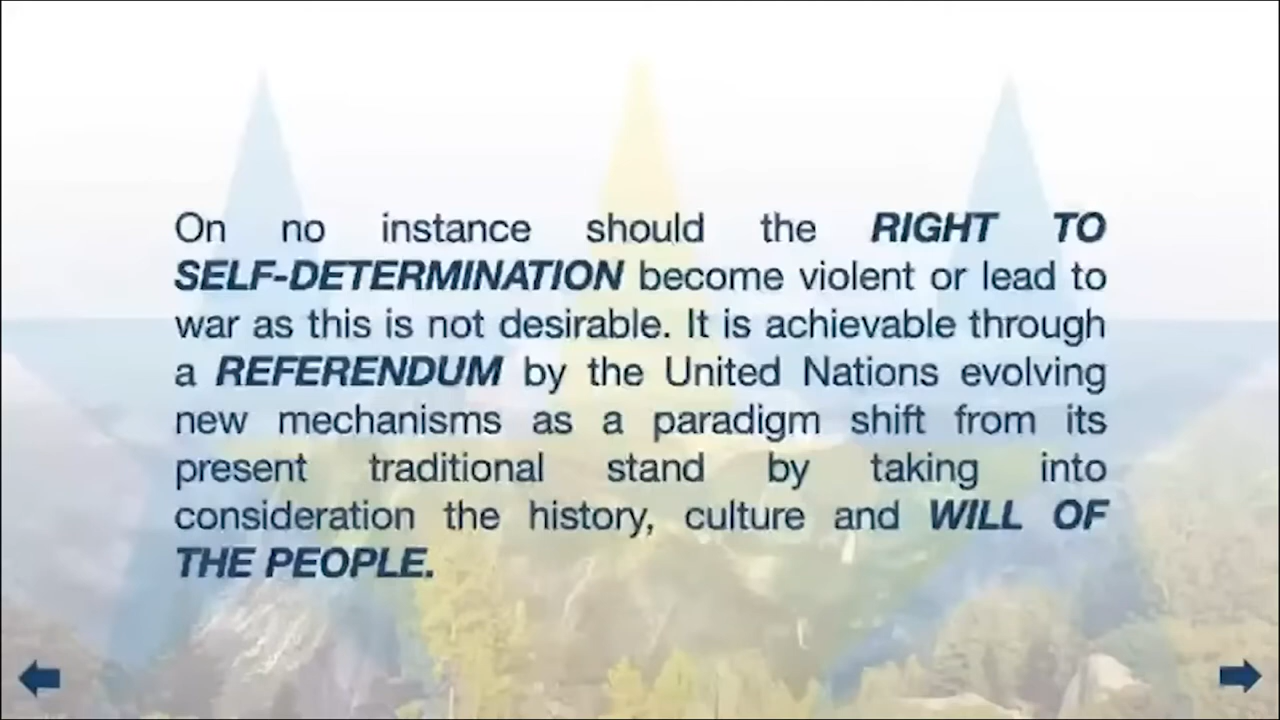 On no instance should the RIGHT TO
SELF-DETERMINATION become violent or lead to
war as this is not desirable. It is achievable through
a REFERENDUM by the United Nations evolving
new mechanisms as a paradigm shift from its
present traditional stand by taking into
consideration the history, culture and WILL OF
THE PEOPLE.